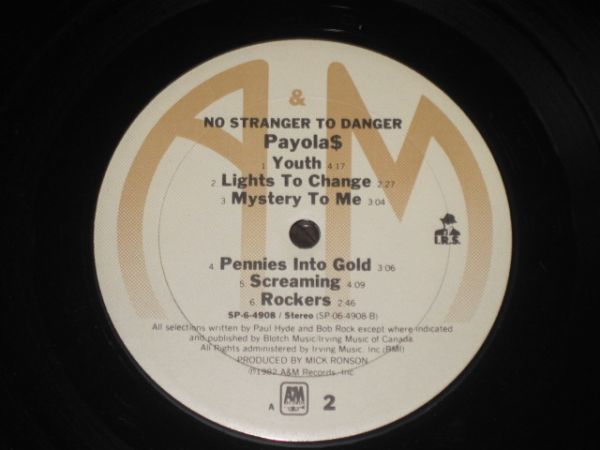 &
NO STRANGER TO DANGER
Payola$
1 Youth 4:17
2. Lights To Change 2:27
3 Mystery To Me 3:04
I.R.S.
4. Pennies Into Gold 3:06
5. Screaming 4:09
6. Rockers 2:46
SP-6-4908 / Stereo (SP-06-4908-B)
All selections written by Paul Hyde and Bob Rock except where indicated
and published by Blotch Music/Irving Music of Canada.
All Rights administered by Irving Music. Inc (BMI)
PRODUCED BY MICK RONSON
℗1982 A&M Records, Inc
A A&M 2